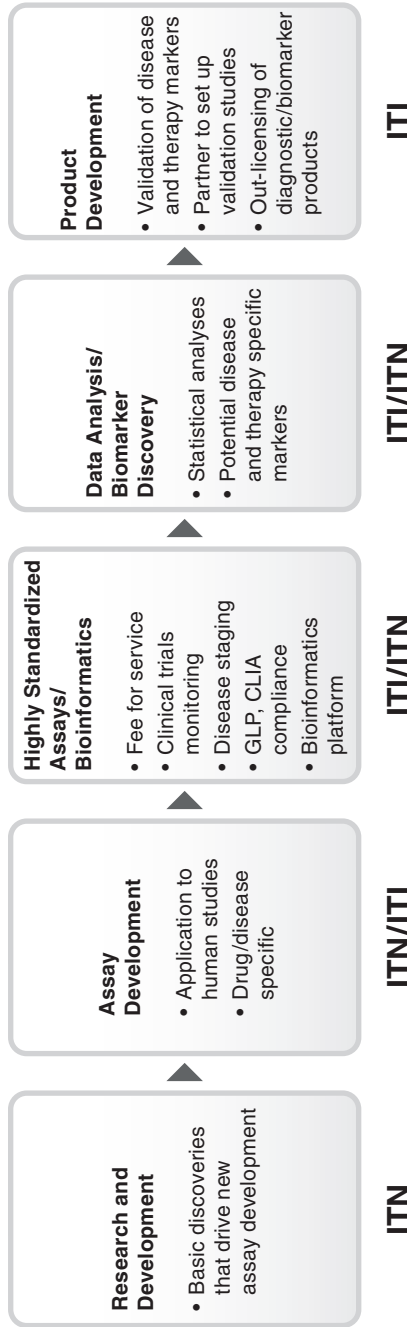 Research and
Development
• Basic discoveries
that drive new
assay development
ITN
Assay
Development
• Application to
human studies
• Drug/disease
specific
ITN/ITI
Highly Standardized
Assays/
Bioinformatics
• Fee for service
• Clinical trials
monitoring
• Disease staging
• GLP, CLIA
compliance
• Bioinformatics
platform
ITI/ITN
Data Analysis/
Biomarker
Discovery
• Statistical analyses
• Potential disease
and therapy specific
markers
ITI/ITN
Product
Development
• Validation of disease
and therapy markers
• Partner to set up
validation studies
• Out-licensing of
diagnostic/biomarker
products
ITI